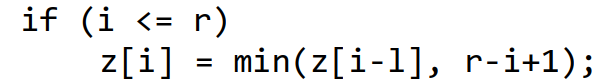 if (i <= r)
    z[i] = min(z[i-l], r-i+1);